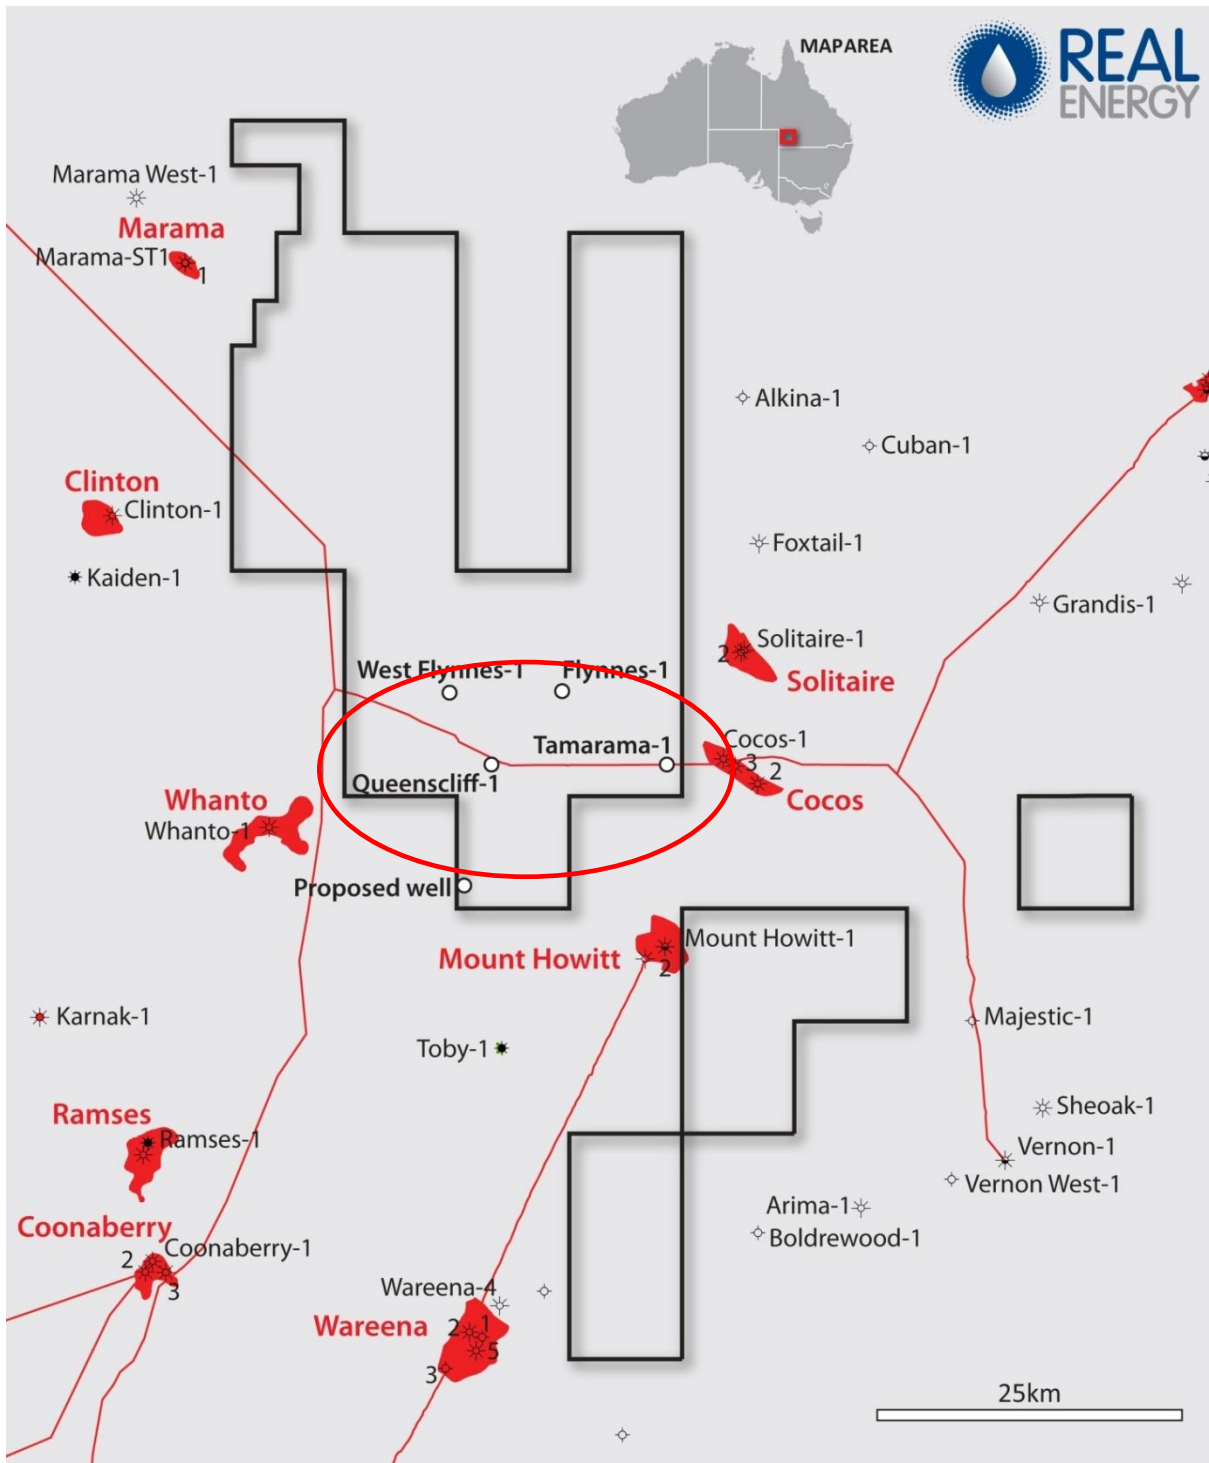 MAPAREA
REAL
ENERGY
Marama West-1
Marama
Marama-ST1
1
Alkina-1
Cuban-1
Clinton
Clinton-1
Foxtail-1
Kaiden-1
Grandis-1
Solitaire-1
2
Solitaire
West Flynnes-1
Flynnes-1
Tamarama-1
Cocos-1
3
2
Queenscliff-1
Cocos
Whanto
Whanto-1
Proposed well
Mount Howitt-1
Mount Howitt
2
Karnak-1
Majestic-1
Toby-1
Sheoak-1
Ramses
Ramses-1
Vernon-1
Vernon West-1
Arima-1
Coonaberry
Boldrewood-1
Coonaberry-1
2
3
Wareena-4
Wareena
2
1
5
3
25km